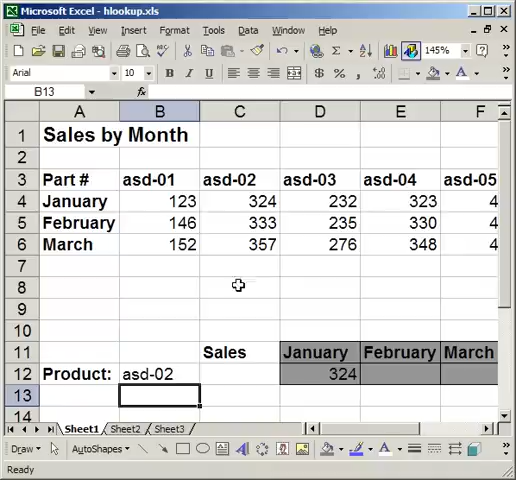 Microsoft Excel - hlookup.xls
File Edit View Insert Format Tools Data Window Help
145%
Arial 10 B I U $ % ,
B13 fx
A B C D E F
1 Sales by Month
2
3 Part # asd-01 asd-02 asd-03 asd-04 asd-05
4 January 123 324 232 323 4
5 February 146 333 235 330 4
6 March 152 357 276 348 4
7
8
9
10
11 Sales January February March
12 Product: asd-02 324
13
14
Sheet1 Sheet2 Sheet3
Draw AutoShapes
Ready